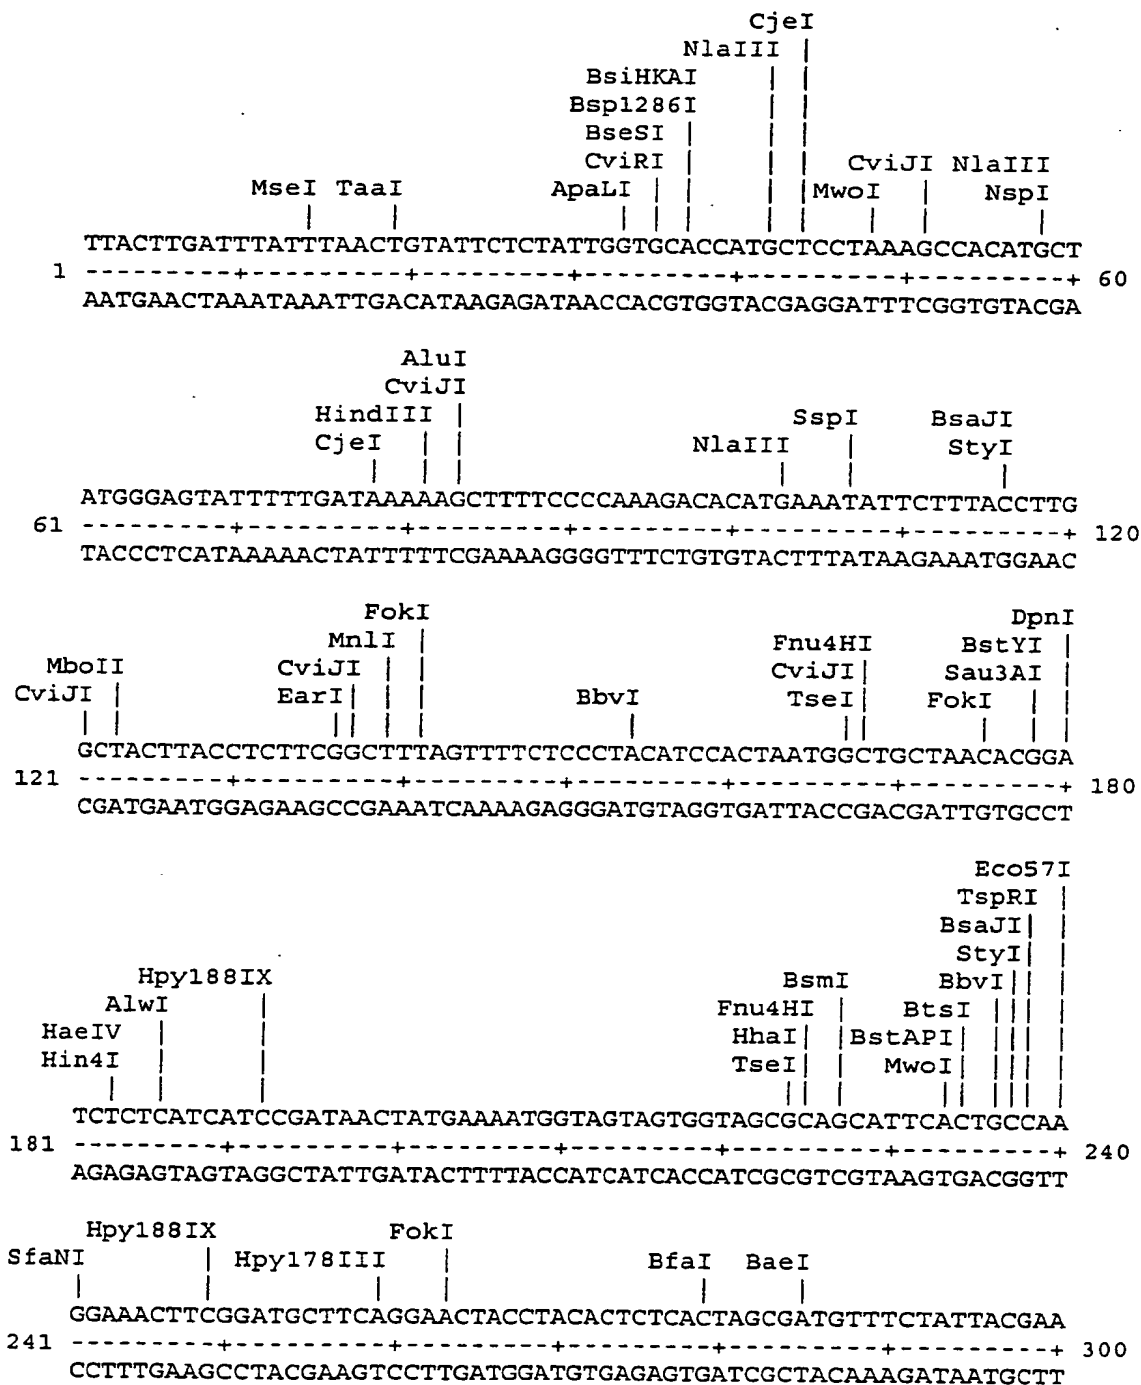 CjeI
NlaIII |
BsiHKAI | |
Bsp1286I | |
BseSI | | |
CviRI | | | CviJI NlaIII
MseI TaaI ApaLI | | | | MwoI | NspI
| | | | | | | | | |
TTACTTGATTTATTTAACTGTATTCTCTATTGGTGCACCATGCTCCTAAAGCCACATGCT
1 ---------+---------+---------+---------+---------+---------+ 60
AATGAACTAAATAAATTGACATAAGAGATAACCACGTGGTACGAGGATTTCGGTGTACGA
AluI
CviJI
HindIII | SspI BsaJI
CjeI | | NlaIII | StyI
| | | | | |
ATGGGAGTATTTTTGATAAAAAGCTTTTCCCCAAAGACACATGAAATATTCTTTACCTTG
61 ---------+---------+---------+---------+---------+---------+ 120
TACCCTCATAAAAACTATTTTTCGAAAAGGGGTTTCTGTGTACTTTATAAGAAATGGAAC
FokI DpnI
MnlI | Fnu4HI BstYI |
MboII CviJI | | CviJI | Sau3AI |
CviJI | EarI | | | BbvI TseI | FokI | |
| | | | | | | | | | | |
GCTACTTACCTCTTCGGCTTTAGTTTTCTCCCTACATCCACTAATGGCTGCTAACACGGA
121 ---------+---------+---------+---------+---------+---------+ 180
CGATGAATGGAGAAGCCGAAATCAAAAGAGGGATGTAGGTGATTACCGACGATTGTGCCT
Eco57I
TspRI |
BsaJI| |
StyI| |
Hpy188IX BsmI BbvI || |
AlwI | Fnu4HI | BtsI | || |
HaeIV | | HhaI| |BstAPI| | || |
Hin4I | | TseI| | MwoI | | || |
| | | || | | | | || |
TCTCTCATCATCCGATAACTATGAAAATGGTAGTAGTGGTAGCGCAGCATTCACTGCCAA
181 ---------+---------+---------+---------+---------+---------+ 240
AGAGAGTAGTAGGCTATTGATACTTTTACCATCATCACCATCGCGTCGTAAGTGACGGTT
Hpy188IX FokI
SfaNI | Hpy178III | BfaI BaeI
| | | | | |
GGAAACTTCGGATGCTTCAGGAACTACCTACACTCTCACTAGCGATGTTTCTATTACGAA
241 ---------+---------+---------+---------+---------+---------+ 300
CCTTTGAAGCCTACGAAGTCCTTGATGGATGTGAGAGTGATCGCTACAAAGATAATGCTT